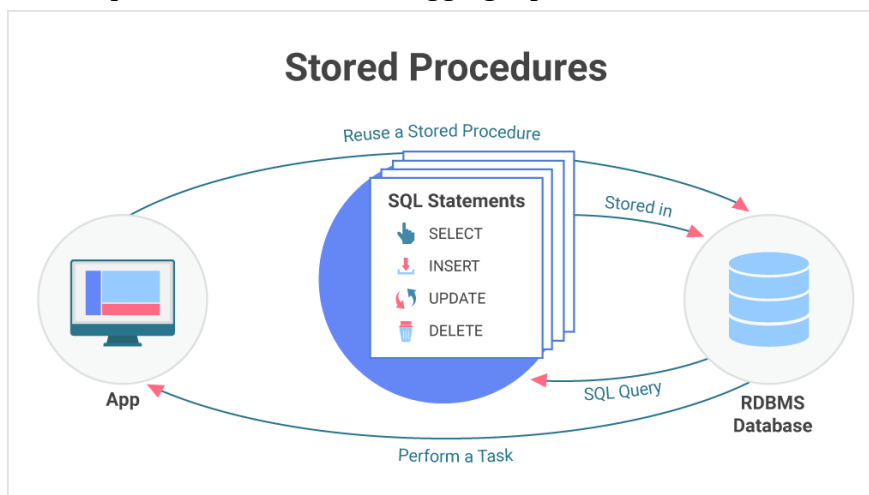 Stored Procedures
Reuse a Stored Procedure
SQL Statements
SELECT
INSERT
UPDATE
DELETE
Stored in
SQL Query
App
RDBMS
Database
Perform a Task